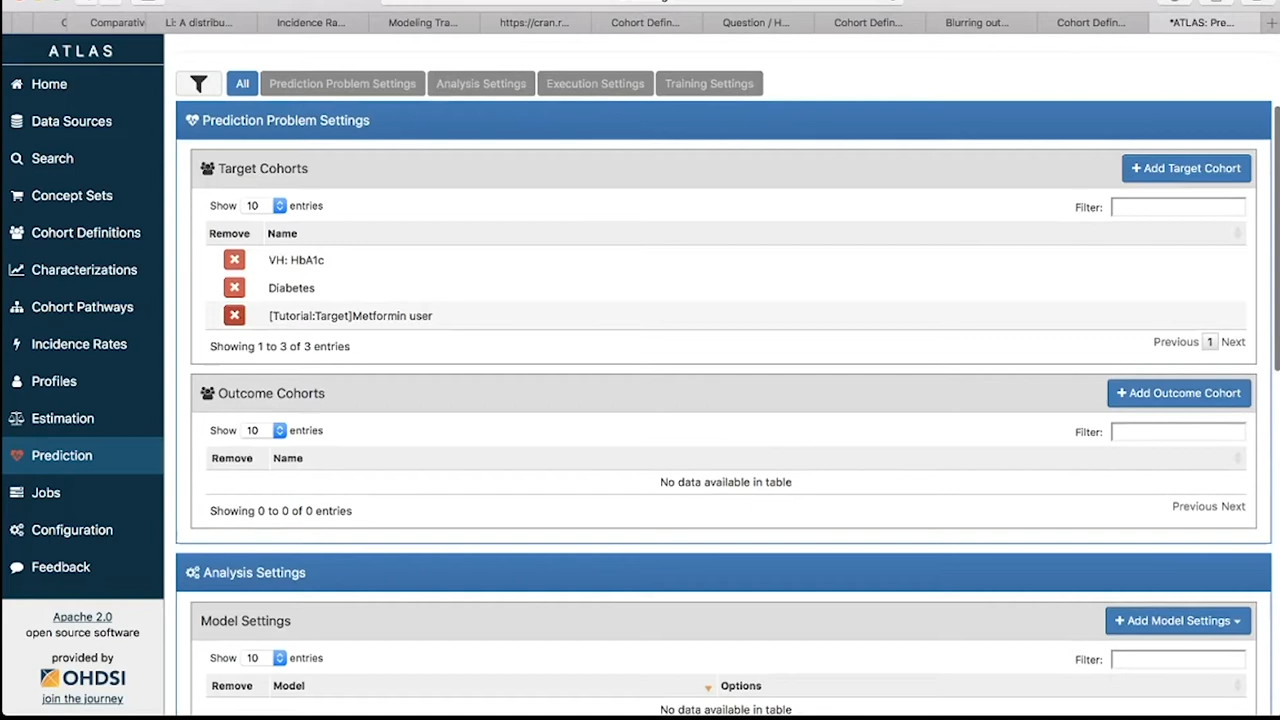 C Comparativ LI: A distribu... Incidence Ra... Modeling Tra... https://cran.r... Cohort Defin... Question / H... Cohort Defin... Blurring out... Cohort Defin... *ATLAS: Pre...
ATLAS
Home
Data Sources
Search
Concept Sets
Cohort Definitions
Characterizations
Cohort Pathways
Incidence Rates
Profiles
Estimation
Prediction
Jobs
Configuration
Feedback
Apache 2.0
open source software
provided by
OHDSI
join the journey
All Prediction Problem Settings Analysis Settings Execution Settings Training Settings
Prediction Problem Settings
Target Cohorts + Add Target Cohort
Show 10 entries Filter:
Remove Name
VH: HbA1c
Diabetes
[Tutorial:Target]Metformin user
Showing 1 to 3 of 3 entries Previous 1 Next
Outcome Cohorts + Add Outcome Cohort
Show 10 entries Filter:
Remove Name
No data available in table
Showing 0 to 0 of 0 entries Previous Next
Analysis Settings
Model Settings + Add Model Settings
Show 10 entries Filter:
Remove Model Options
No data available in table